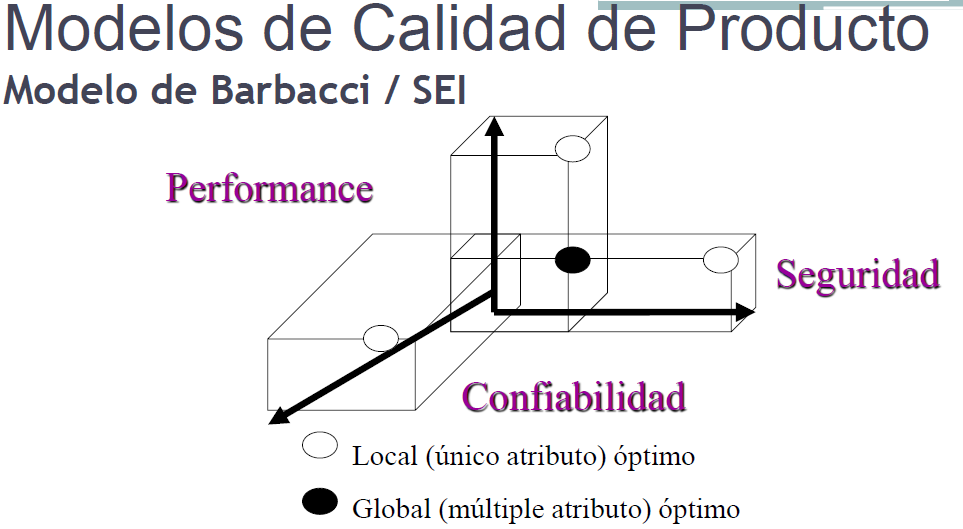 Modelos de Calidad de Producto
Modelo de Barbacci / SEI
Performance
Seguridad
Confiabilidad
Local (único atributo) óptimo
Global (múltiple atributo) óptimo